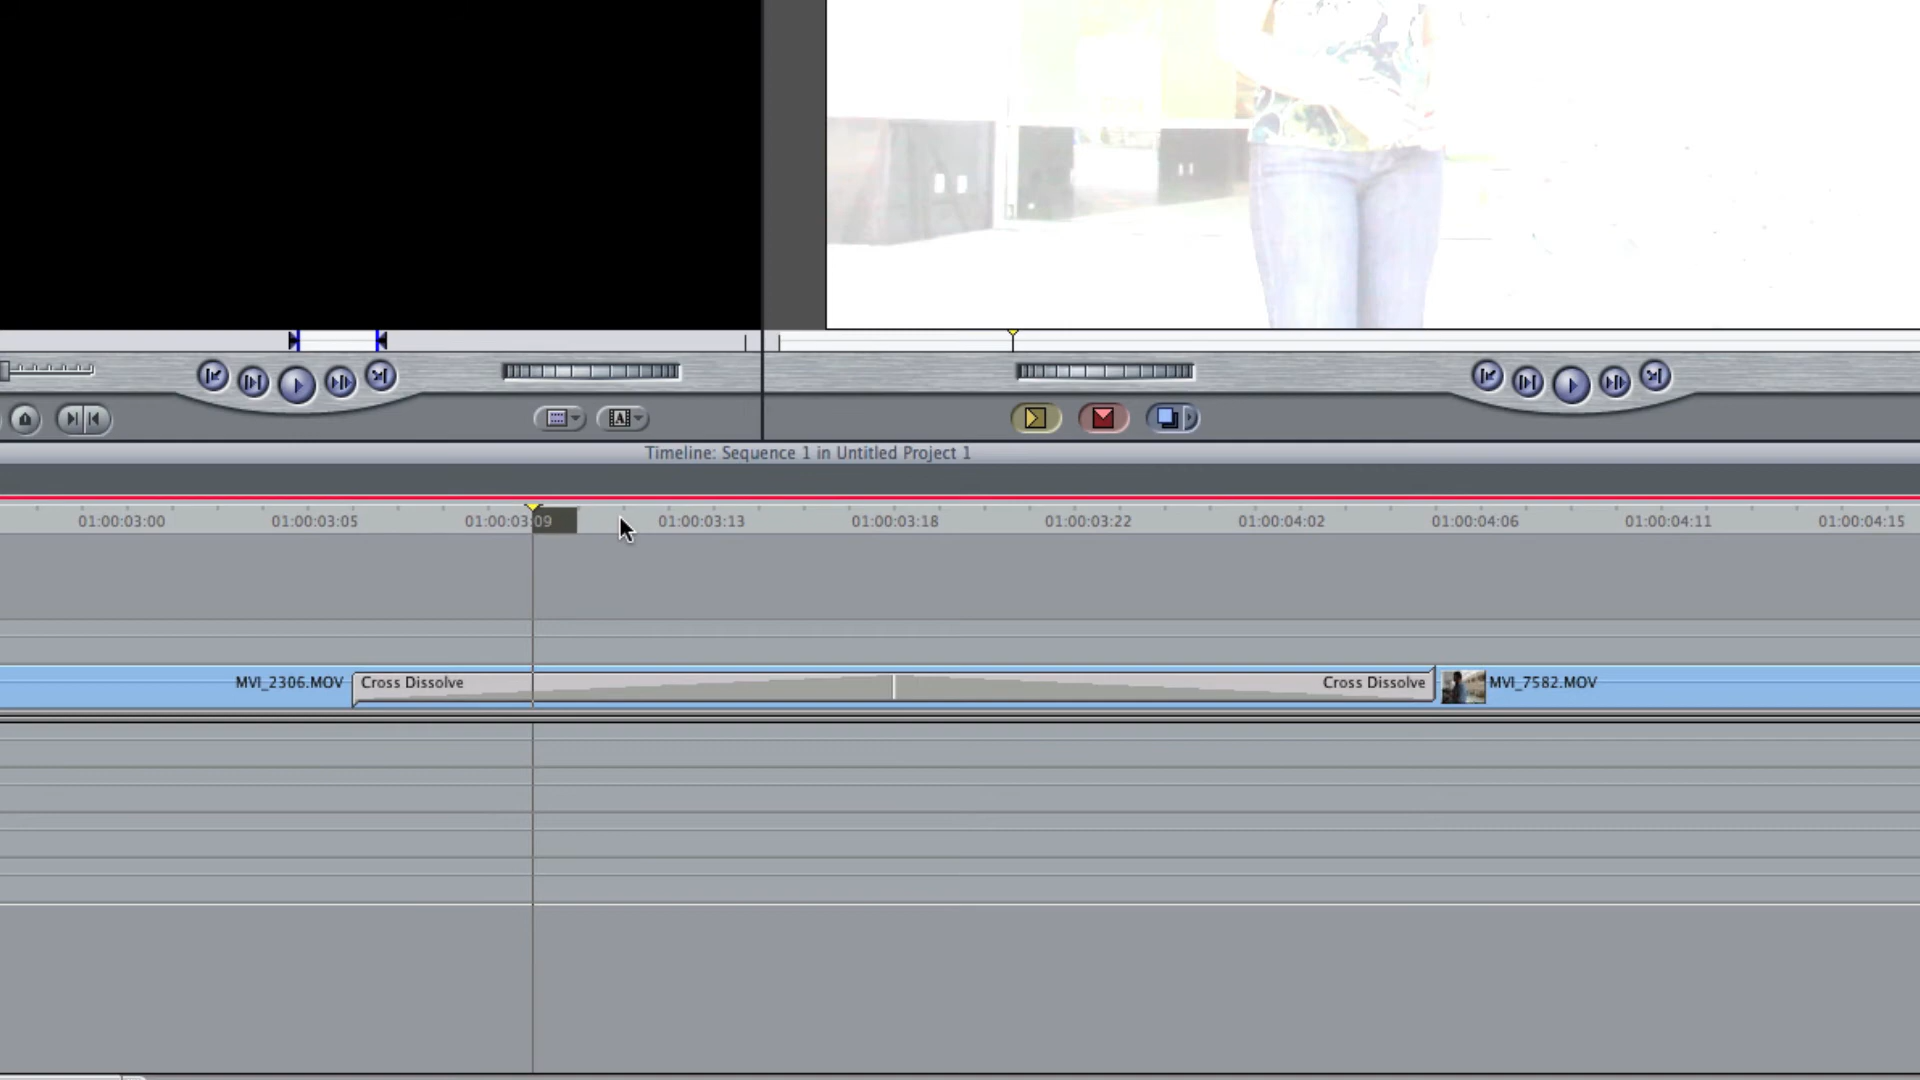 Timeline: Sequence 1 in Untitled Project 1
01:00:03:00 01:00:03:05 01:00:03:09 01:00:03:13 01:00:03:18 01:00:03:22 01:00:04:02 01:00:04:06 01:00:04:11 01:00:04:15
MVI_2306.MOV Cross Dissolve Cross Dissolve MVI_7582.MOV